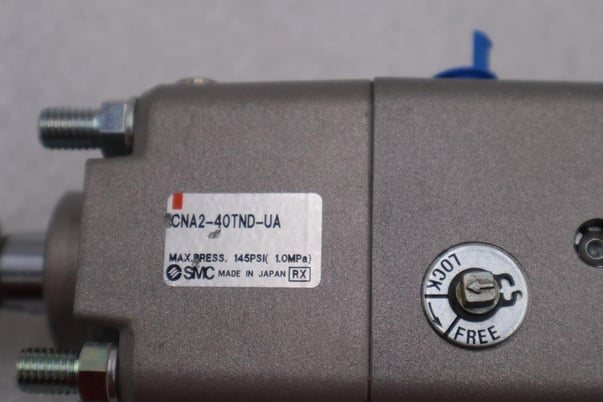 CNA2-40TND-UA
MAX.PRESS. 145PSI( 1.0MPa)
SMC MADE IN JAPAN RX
LOCK
FREE